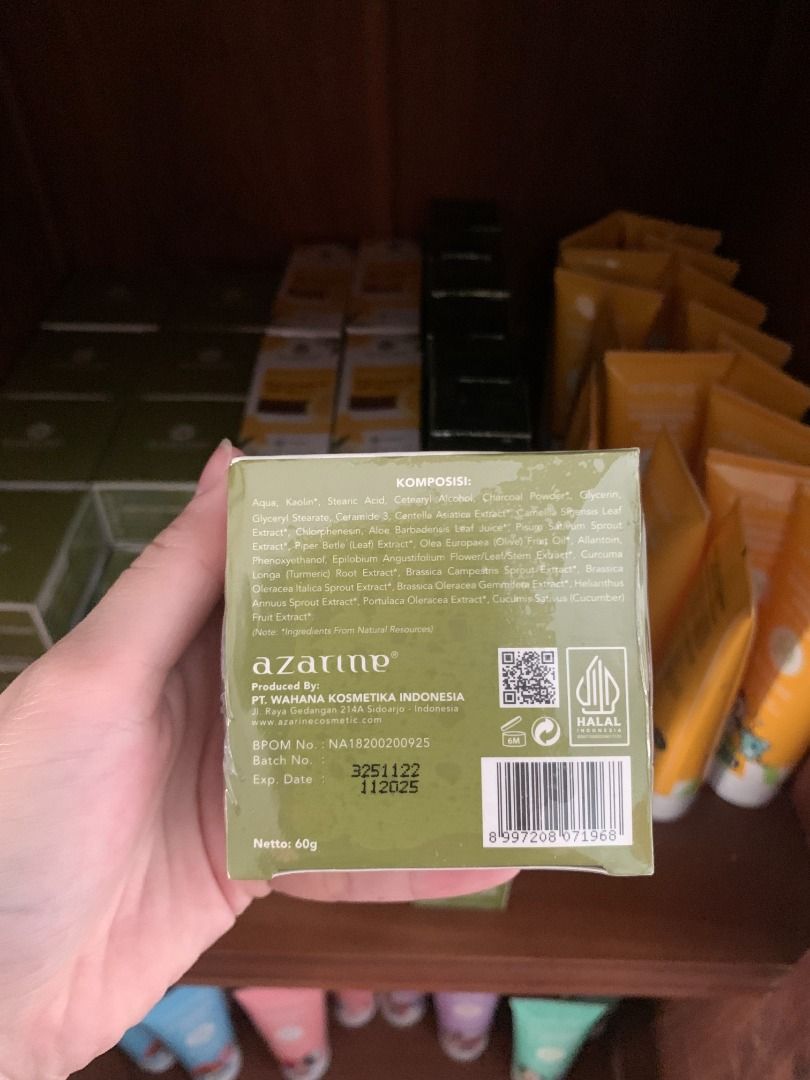 KOMPOSISI:
Aqua, Kaolin*, Stearic Acid, Cetearyl Alcohol, Charcoal Powder*, Glycerin,
Glyceryl Stearate, Ceramide 3, Centella Asiatica Extract*, Camellia Sinensis Leaf
Extract*, Chlorphenesin, Aloe Barbadensis Leaf Juice*, Pisum Sativum Sprout
Extract*, Piper Betle (Leaf) Extract*, Olea Europaea (Olive) Fruit Oil*, Allantoin,
Phenoxyethanol, Epilobium Angustifolium Flower/Leaf/Stem Extract*, Curcuma
Longa (Turmeric) Root Extract*, Brassica Campestris Sprout Extract*, Brassica
Oleracea Italica Sprout Extract*, Brassica Oleracea Gemmifera Extract*, Helianthus
Annuus Sprout Extract*, Portulaca Oleracea Extract*, Cucumis Sativus (Cucumber)
Fruit Extract*
(Note: *Ingredients From Natural Resources)
azarine®
Produced By:
PT. WAHANA KOSMETIKA INDONESIA
Jl. Raya Gedangan 214A Sidoarjo - Indonesia
www.azarinecosmetic.com
HALAL
INDONESIA
6M
BPOM No. : NA18200200925
Batch No. : 3251122
Exp. Date : 112025
Netto: 60g
8 997208 071968